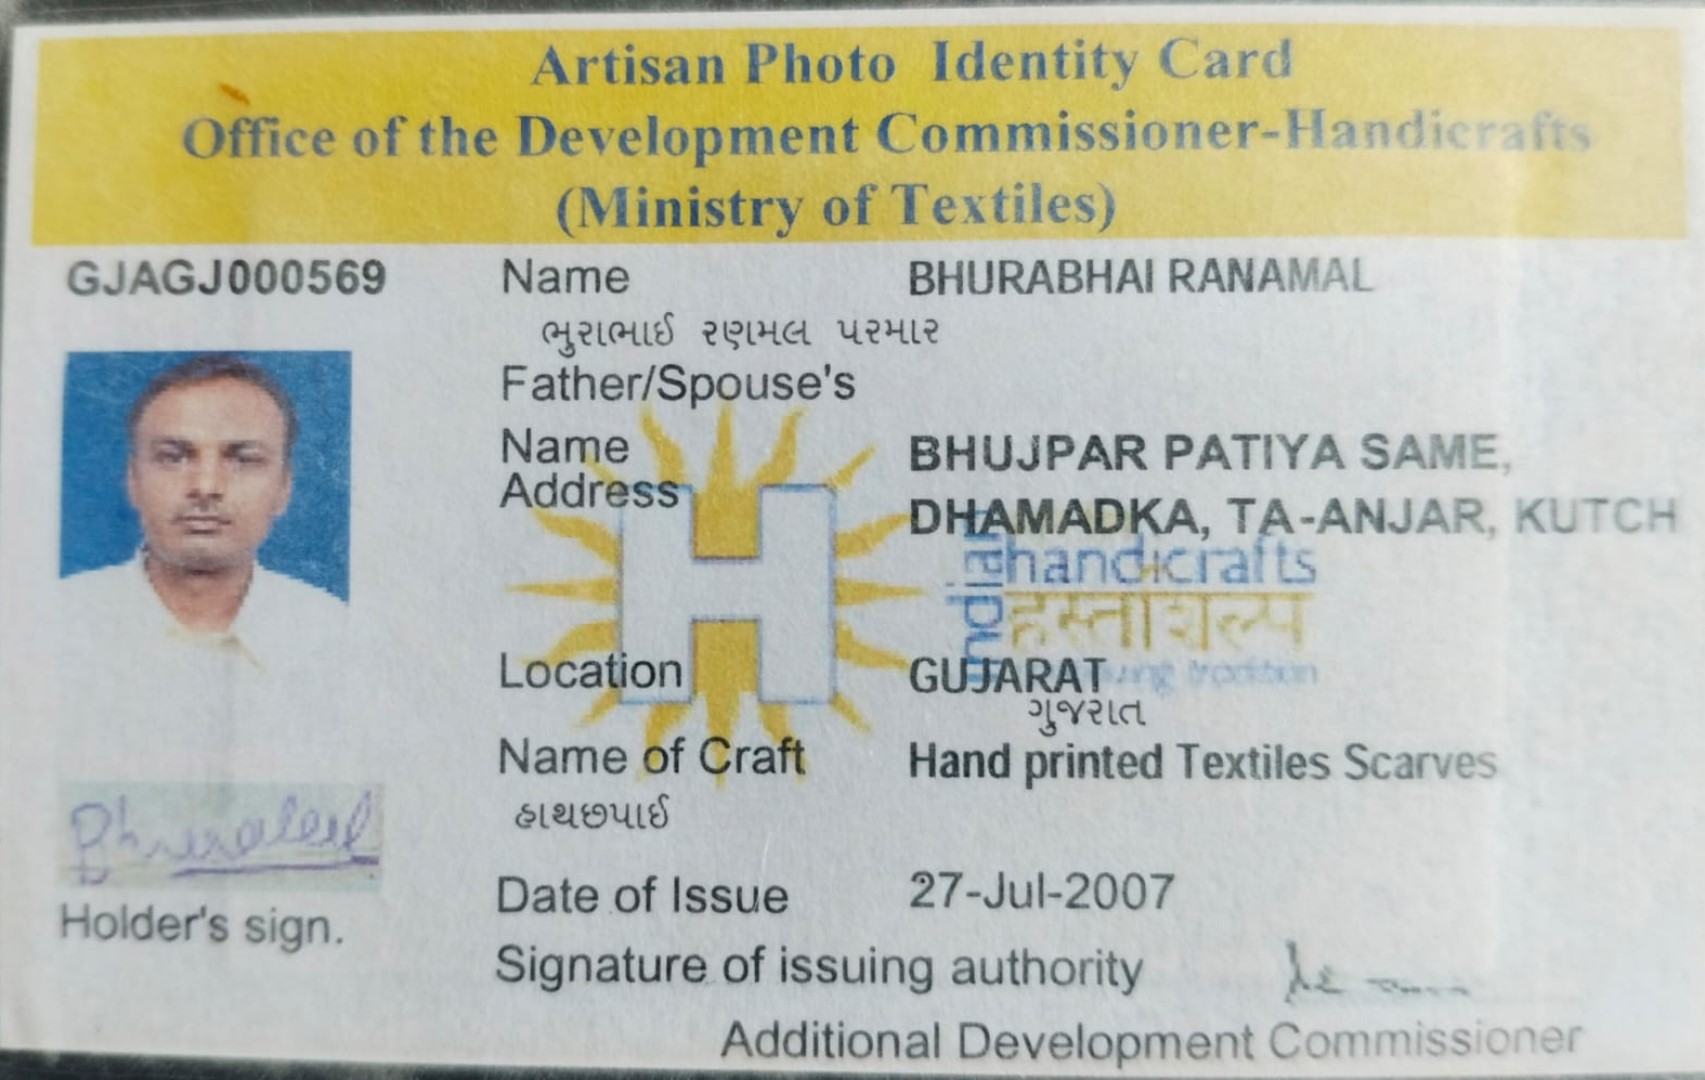 Artisan Photo Identity Card
Office of the Development Commissioner-Handicrafts
(Ministry of Textiles)
GJAGJ000569
Name BHURABHAI RANAMAL
ભુરાભાઈ રણમલ પરમાર
Father/Spouse's
Name
Address BHUJPAR PATIYA SAME,
DHAMADKA, TA-ANJAR, KUTCH
indian handicrafts
हस्तशिल्प
Location GUJARAT
tradition
ગુજરાત
Name of Craft Hand printed Textiles Scarves
હાથછપાઈ
Date of Issue 27-Jul-2007
Holder's sign.
Signature of issuing authority
Additional Development Commissioner